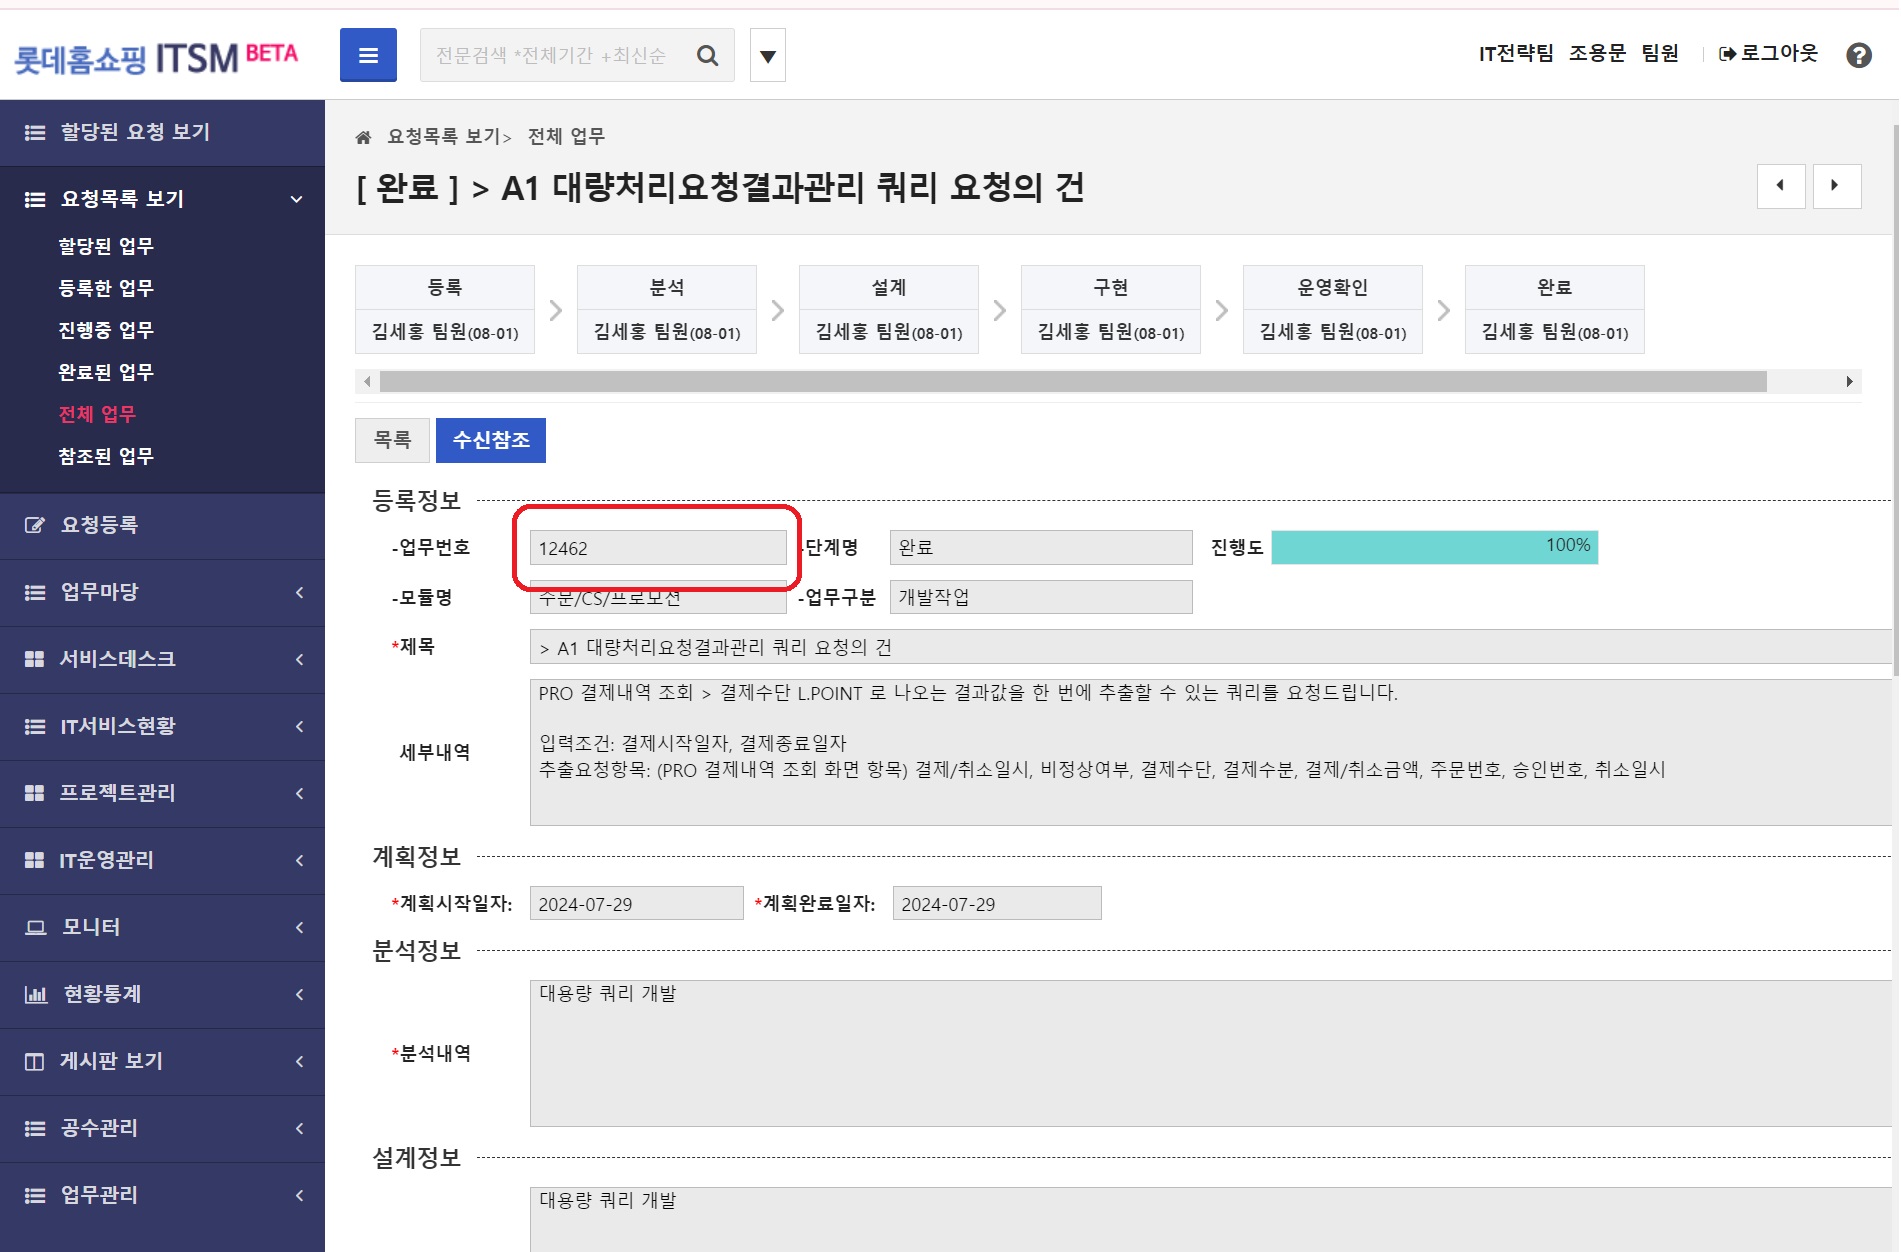 롯데홈쇼핑 ITSM BETA
전문검색 *전체기간 +최신순
IT전략팀 조용문 팀원
로그아웃
할당된 요청 보기
요청목록 보기
할당된 업무
등록한 업무
진행중 업무
완료된 업무
전체 업무
참조된 업무
요청등록
업무마당
서비스데스크
IT서비스현황
프로젝트관리
IT운영관리
모니터
현황통계
게시판 보기
공수관리
업무관리
요청목록 보기> 전체 업무
[ 완료 ] > A1 대량처리요청결과관리 쿼리 요청의 건
등록 분석 설계 구현 운영확인 완료
김세홍 팀원(08-01) 김세홍 팀원(08-01) 김세홍 팀원(08-01) 김세홍 팀원(08-01) 김세홍 팀원(08-01) 김세홍 팀원(08-01)
목록 수신참조
등록정보
-업무번호 12462 -단계명 완료 진행도 100%
-모듈명 주문/CS/프로모션 -업무구분 개발작업
*제목 > A1 대량처리요청결과관리 쿼리 요청의 건
세부내역
PRO 결제내역 조회 > 결제수단 L.POINT 로 나오는 결과값을 한 번에 추출할 수 있는 쿼리를 요청드립니다.
입력조건: 결제시작일자, 결제종료일자
추출요청항목: (PRO 결제내역 조회 화면 항목) 결제/취소일시, 비정상여부, 결제수단, 결제수분, 결제/취소금액, 주문번호, 승인번호, 취소일시
계획정보
*계획시작일자: 2024-07-29 *계획완료일자: 2024-07-29
분석정보
*분석내역
대용량 쿼리 개발
설계정보
대용량 쿼리 개발